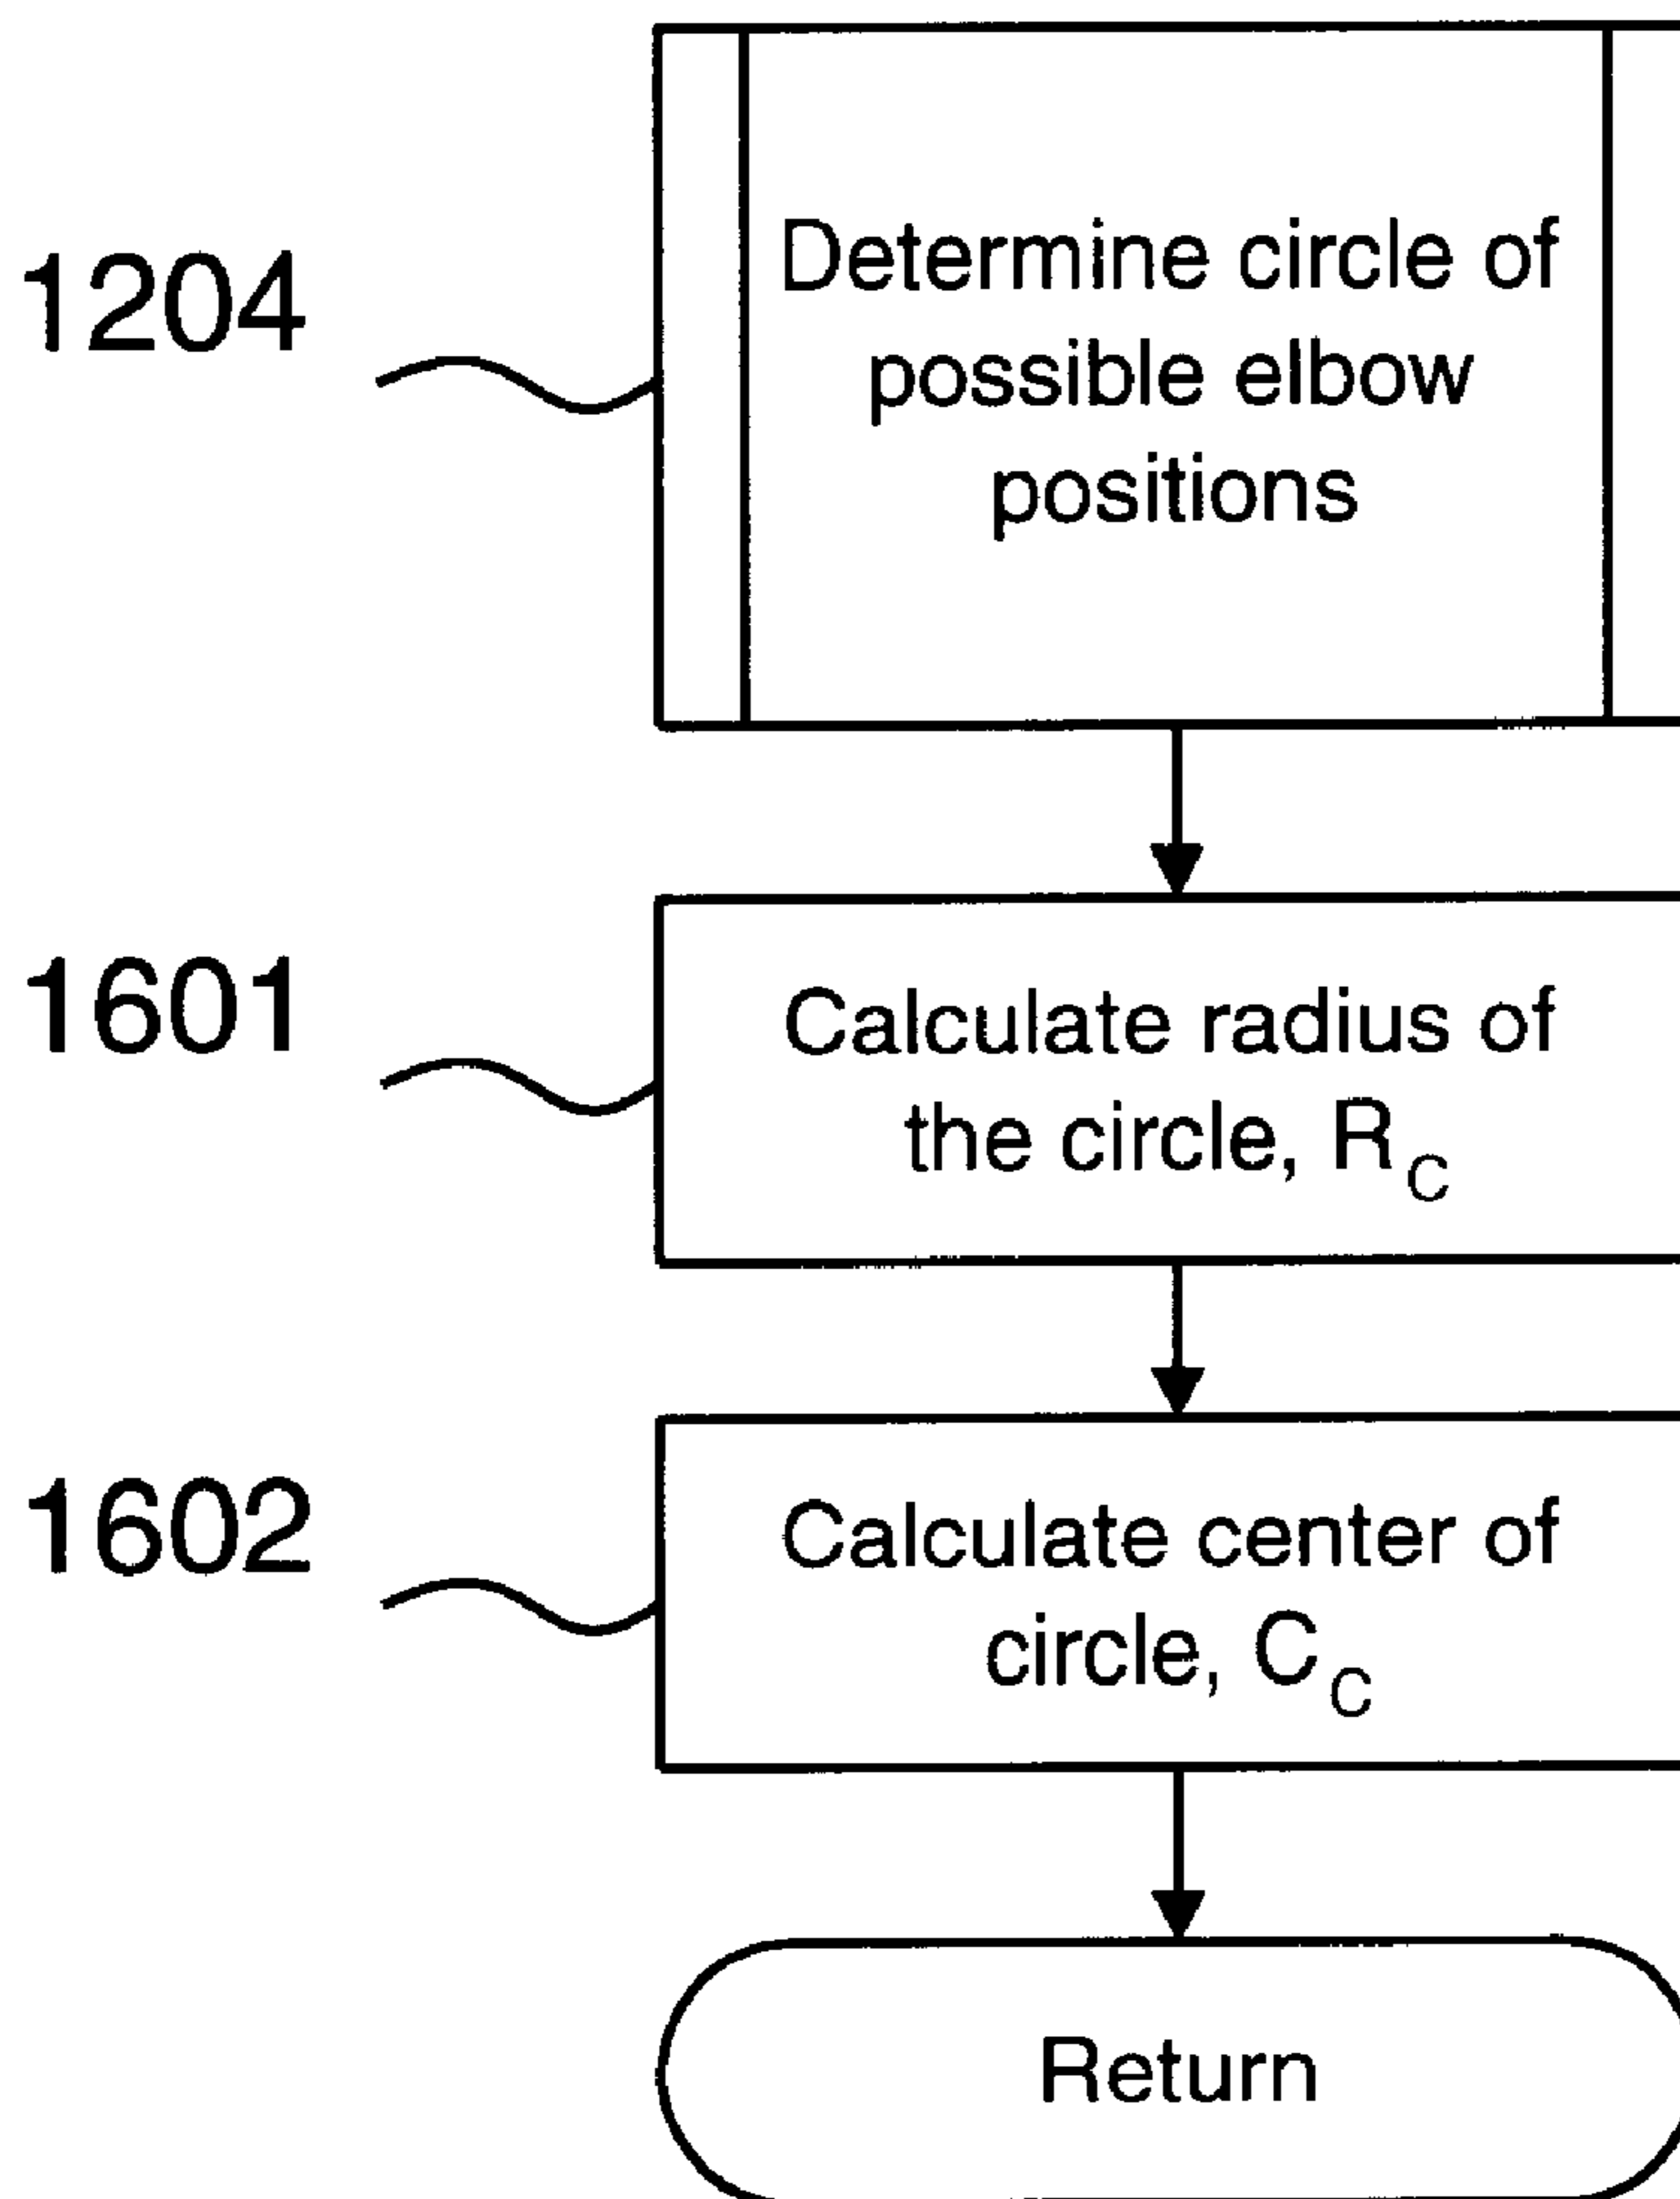 1204
Determine circle of
possible elbow
positions
1601
Calculate radius of
the circle, R_C
1602
Calculate center of
circle, C_C
Return